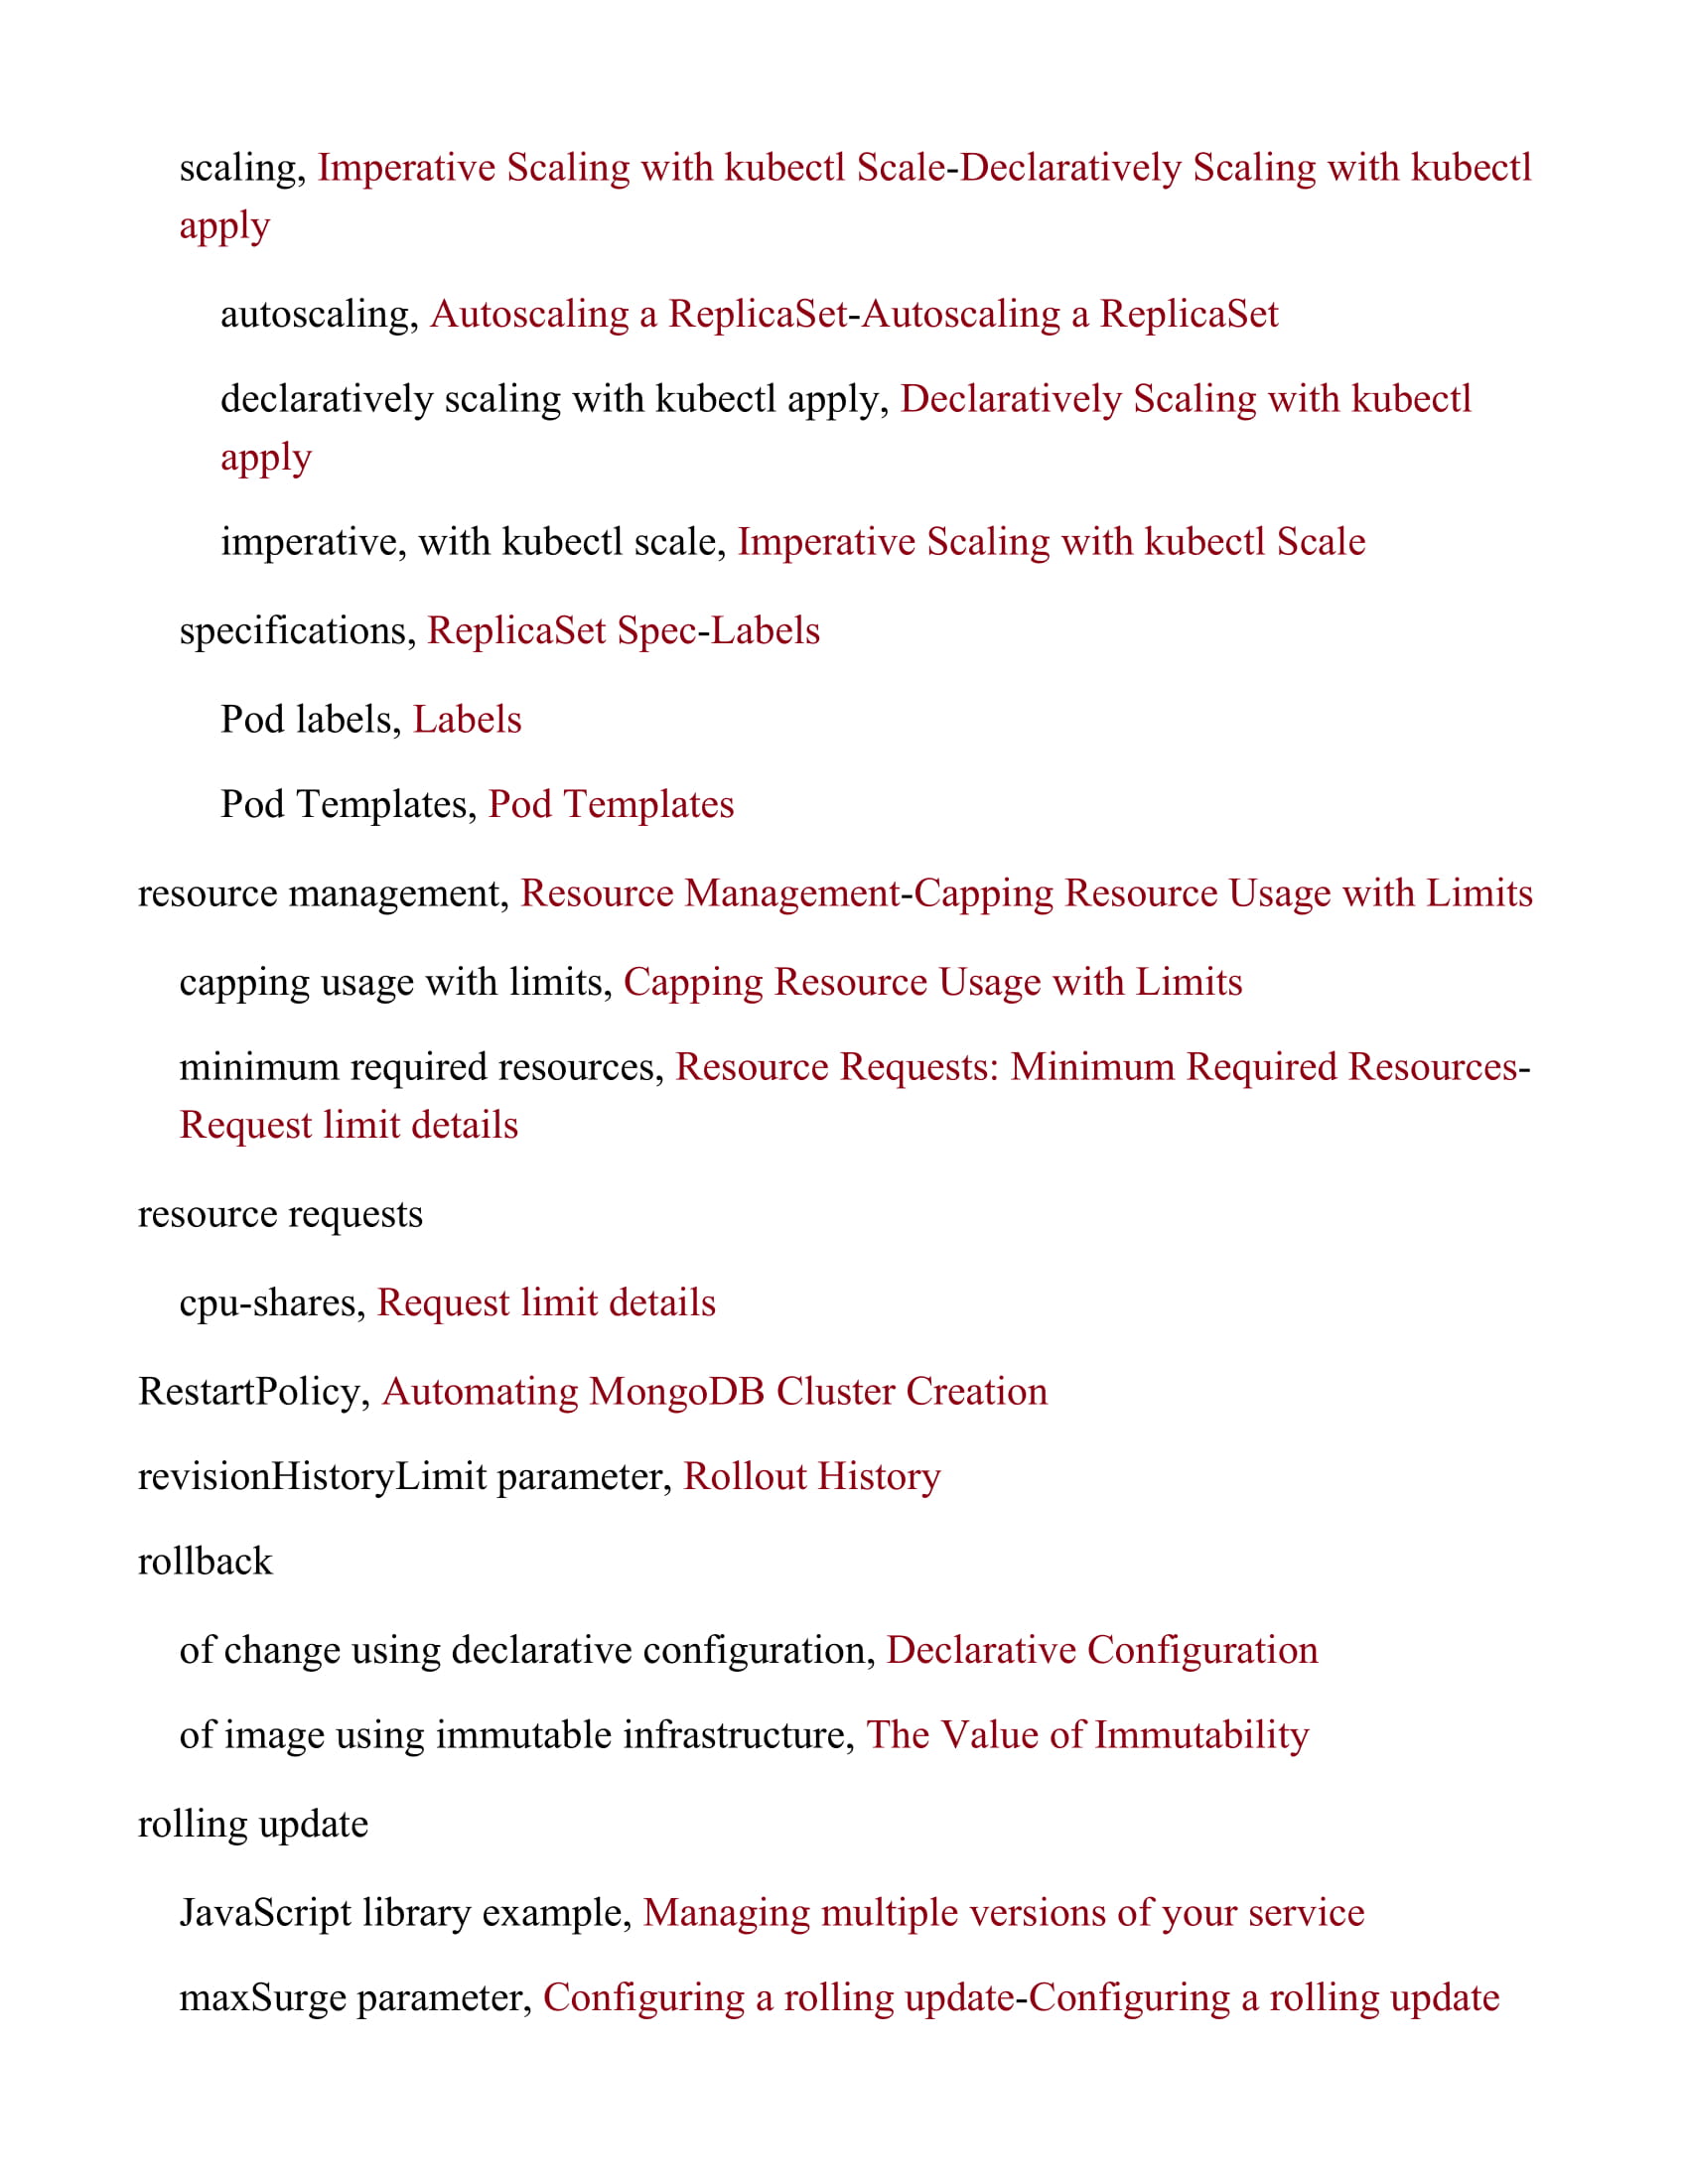 scaling, Imperative Scaling with kubectl Scale-Declaratively Scaling with kubectl
apply
autoscaling, Autoscaling a ReplicaSet-Autoscaling a ReplicaSet
declaratively scaling with kubectl apply, Declaratively Scaling with kubectl
apply
imperative, with kubectl scale, Imperative Scaling with kubectl Scale
specifications, ReplicaSet Spec-Labels
Pod labels, Labels
Pod Templates, Pod Templates
resource management, Resource Management-Capping Resource Usage with Limits
capping usage with limits, Capping Resource Usage with Limits
minimum required resources, Resource Requests: Minimum Required Resources-
Request limit details
resource requests
cpu-shares, Request limit details
RestartPolicy, Automating MongoDB Cluster Creation
revisionHistoryLimit parameter, Rollout History
rollback
of change using declarative configuration, Declarative Configuration
of image using immutable infrastructure, The Value of Immutability
rolling update
JavaScript library example, Managing multiple versions of your service
maxSurge parameter, Configuring a rolling update-Configuring a rolling update